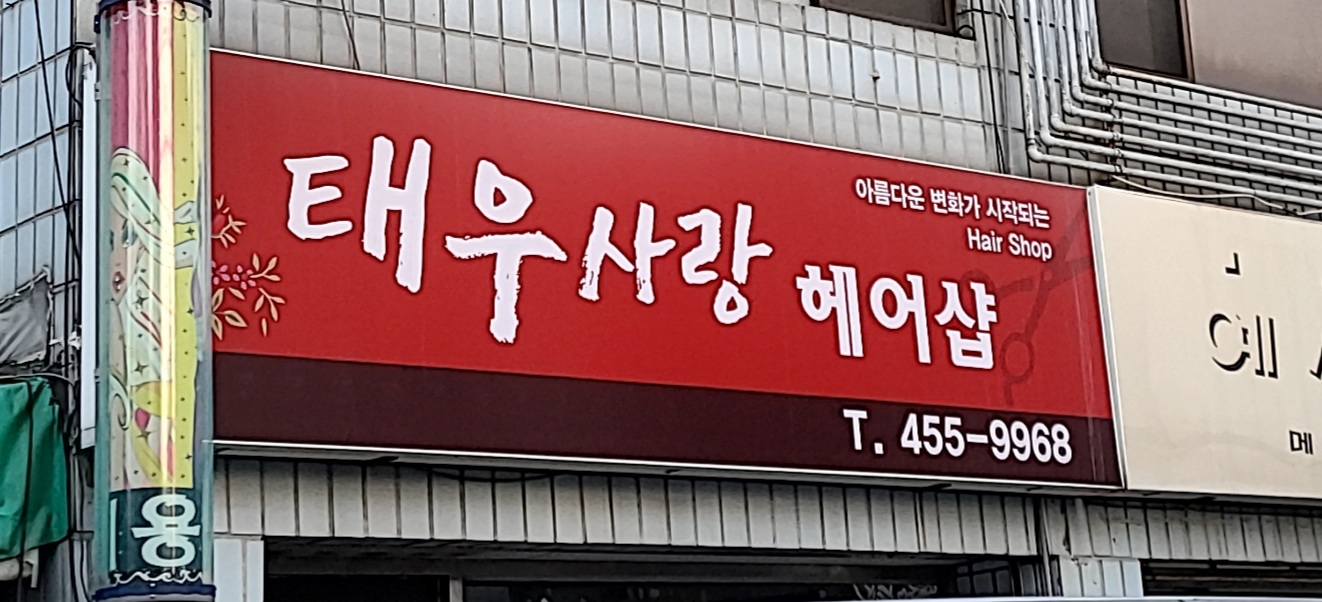 태우사랑 헤어샵
아름다운 변화가 시작되는
Hair Shop
T. 455-9968
용
메